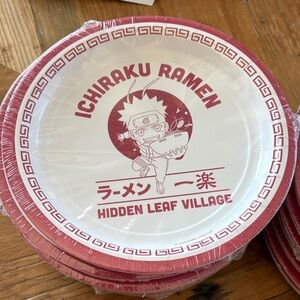 ICHIRAKU RAMEN
ラーメン 一楽
HIDDEN LEAF VILLAGE